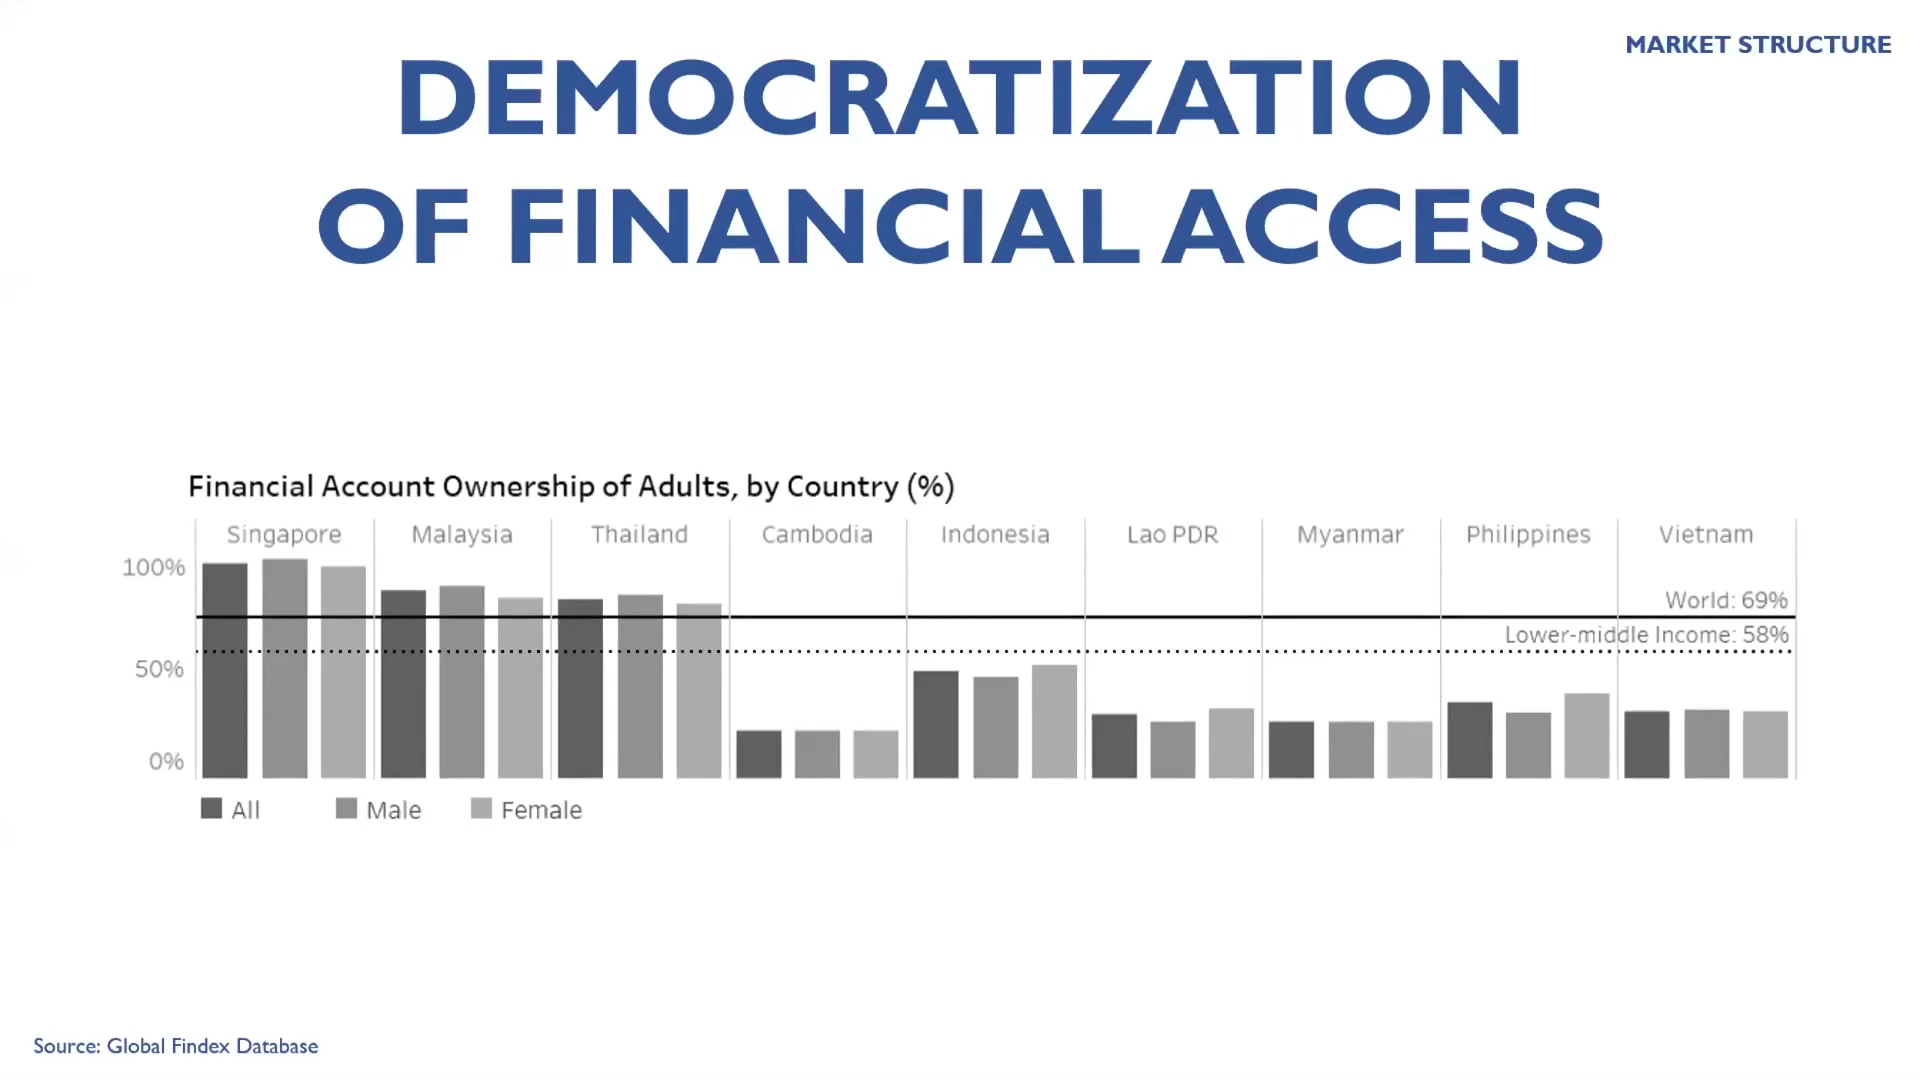 MARKET STRUCTURE
DEMOCRATIZATION
OF FINANCIAL ACCESS
Financial Account Ownership of Adults, by Country (%)
Singapore Malaysia Thailand Cambodia Indonesia Lao PDR Myanmar Philippines Vietnam
100%
World: 69%
Lower-middle Income: 58%
50%
0%
All Male Female
Source: Global Findex Database